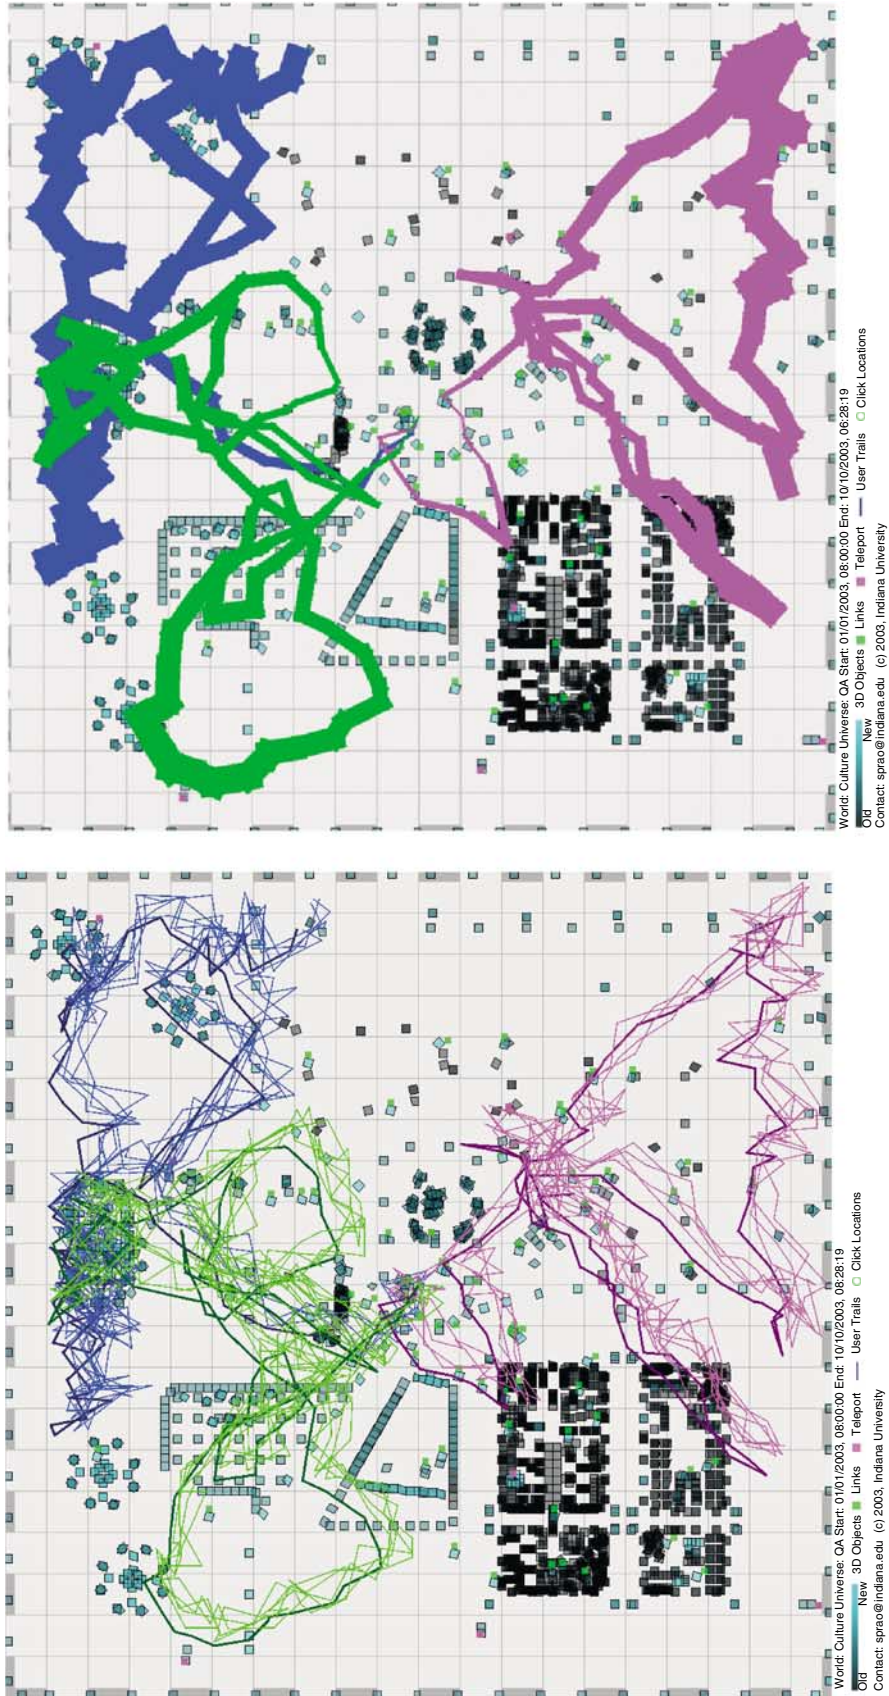 World: Culture Universe: QA Start: 01/01/2003, 08:00:00 End: 10/10/2003, 08:28:19
3D Objects Links Teleport User Trails Click Locations
Old New
Contact: sprao@indiana.edu (c) 2003, Indiana University
World: Culture Universe: QA Start: 01/01/2003, 08:00:00 End: 10/10/2003, 06:28:19
3D Objects Links Teleport User Trails Click Locations
Old New
Contact: sprao@indiana.edu (c) 2003, Indiana University